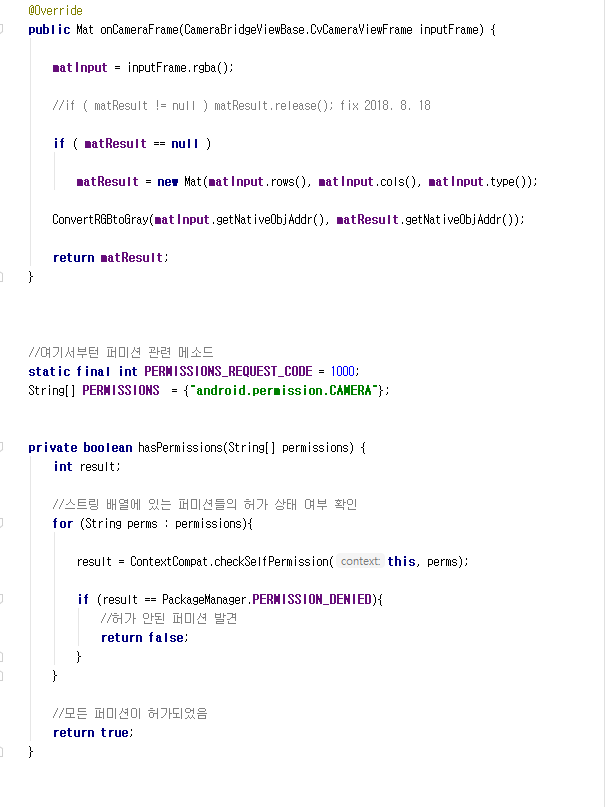 @Override
public Mat onCameraFrame(CameraBridgeViewBase.CvCameraViewFrame inputFrame) {
matInput = inputFrame.rgba();
//if ( matResult != null ) matResult.release(); fix 2018. 8. 18
if ( matResult == null )
matResult = new Mat(matInput.rows(), matInput.cols(), matInput.type());
ConvertRGBtoGray(matInput.getNativeObjAddr(), matResult.getNativeObjAddr());
return matResult;
}
//여기서부턴 퍼미션 관련 메소드
static final int PERMISSIONS_REQUEST_CODE = 1000;
String[] PERMISSIONS  = {"android.permission.CAMERA"};
private boolean hasPermissions(String[] permissions) {
int result;
//스트링 배열에 있는 퍼미션들의 허가 상태 여부 확인
for (String perms : permissions){
result = ContextCompat.checkSelfPermission( context: this, perms);
if (result == PackageManager.PERMISSION_DENIED){
//허가 안된 퍼미션 발견
return false;
}
}
//모든 퍼미션이 허가되었음
return true;
}